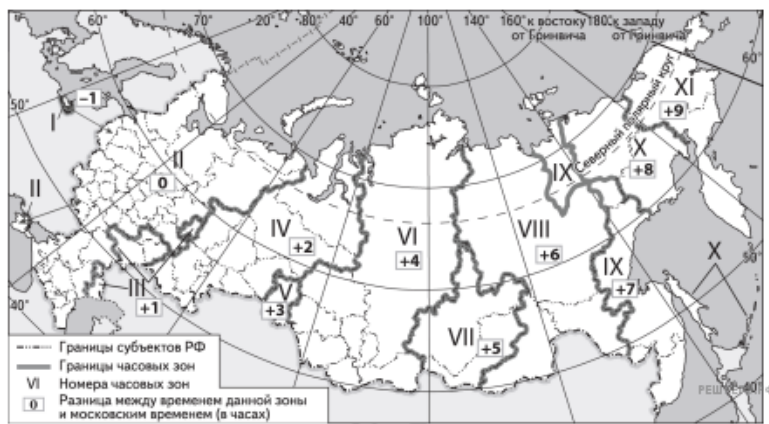 60° 70° 20° 20° 40° 60° 100° 140° 160° к востоку 180° к западу
от Гринвича от Гринвича
60°
50°
40°
50°
40°
Северный полярный круг
I
-1
II
II
0
III
+1
IV
+2
V
+3
VI
+4
VII
+5
VIII
+6
IX
IX
+7
X
+8
X
XI
+9
Границы субъектов РФ
Границы часовых зон
VI Номера часовых зон
0 Разница между временем данной зоны
и московским временем (в часах)